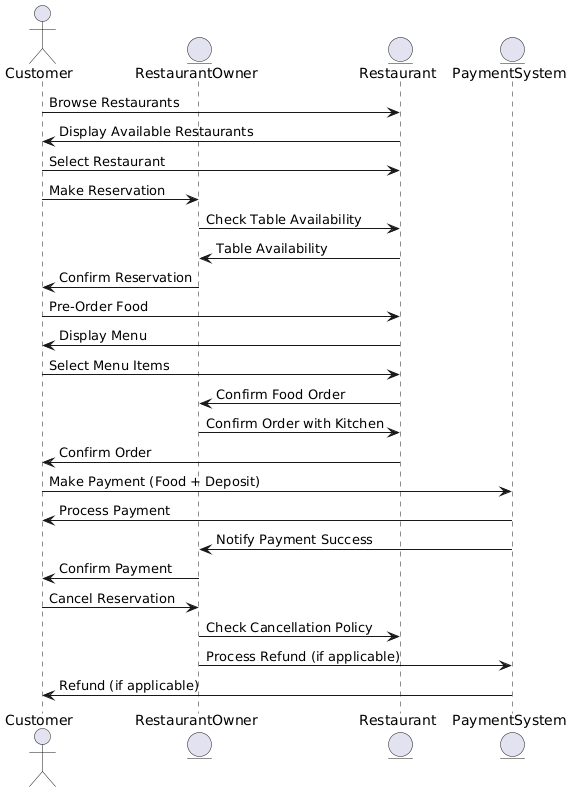 Customer RestaurantOwner Restaurant PaymentSystem
Browse Restaurants
Display Available Restaurants
Select Restaurant
Make Reservation
Check Table Availability
Table Availability
Confirm Reservation
Pre-Order Food
Display Menu
Select Menu Items
Confirm Food Order
Confirm Order with Kitchen
Confirm Order
Make Payment (Food + Deposit)
Process Payment
Notify Payment Success
Confirm Payment
Cancel Reservation
Check Cancellation Policy
Process Refund (if applicable)
Refund (if applicable)
Customer RestaurantOwner Restaurant PaymentSystem